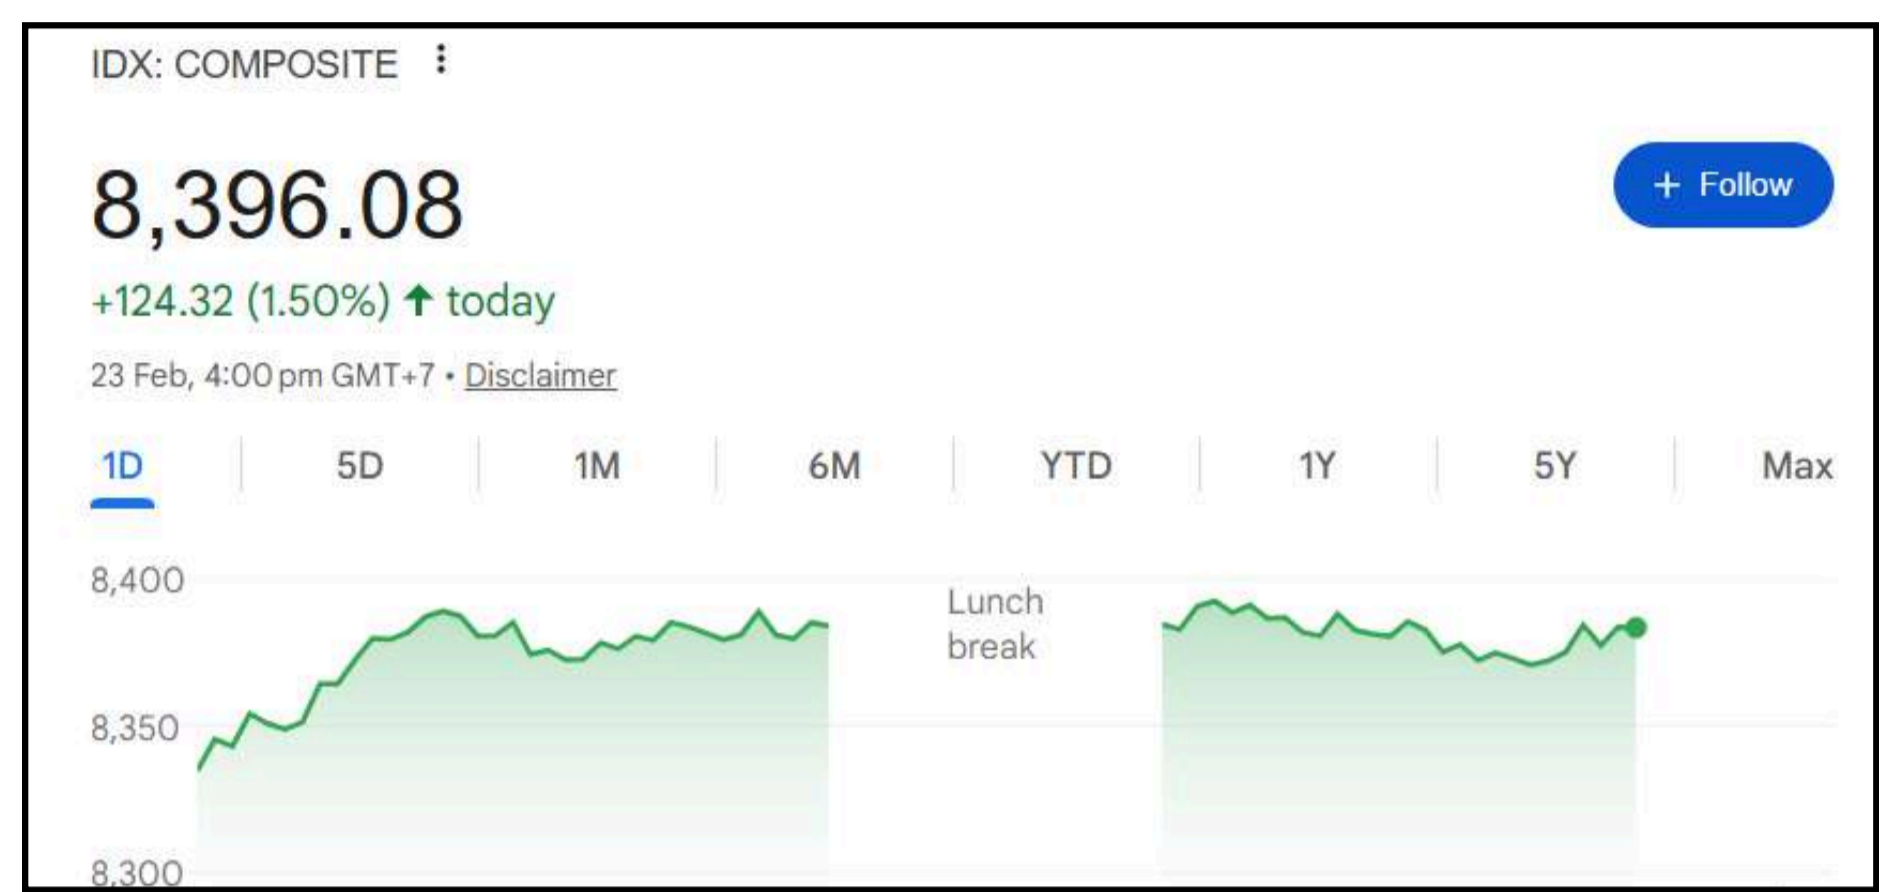 IDX: COMPOSITE
8,396.08
+ Follow
+124.32 (1.50%) ↑ today
23 Feb, 4:00 pm GMT+7 • Disclaimer
1D 5D 1M 6M YTD 1Y 5Y Max
8,400
Lunch
break
8,350
8,300